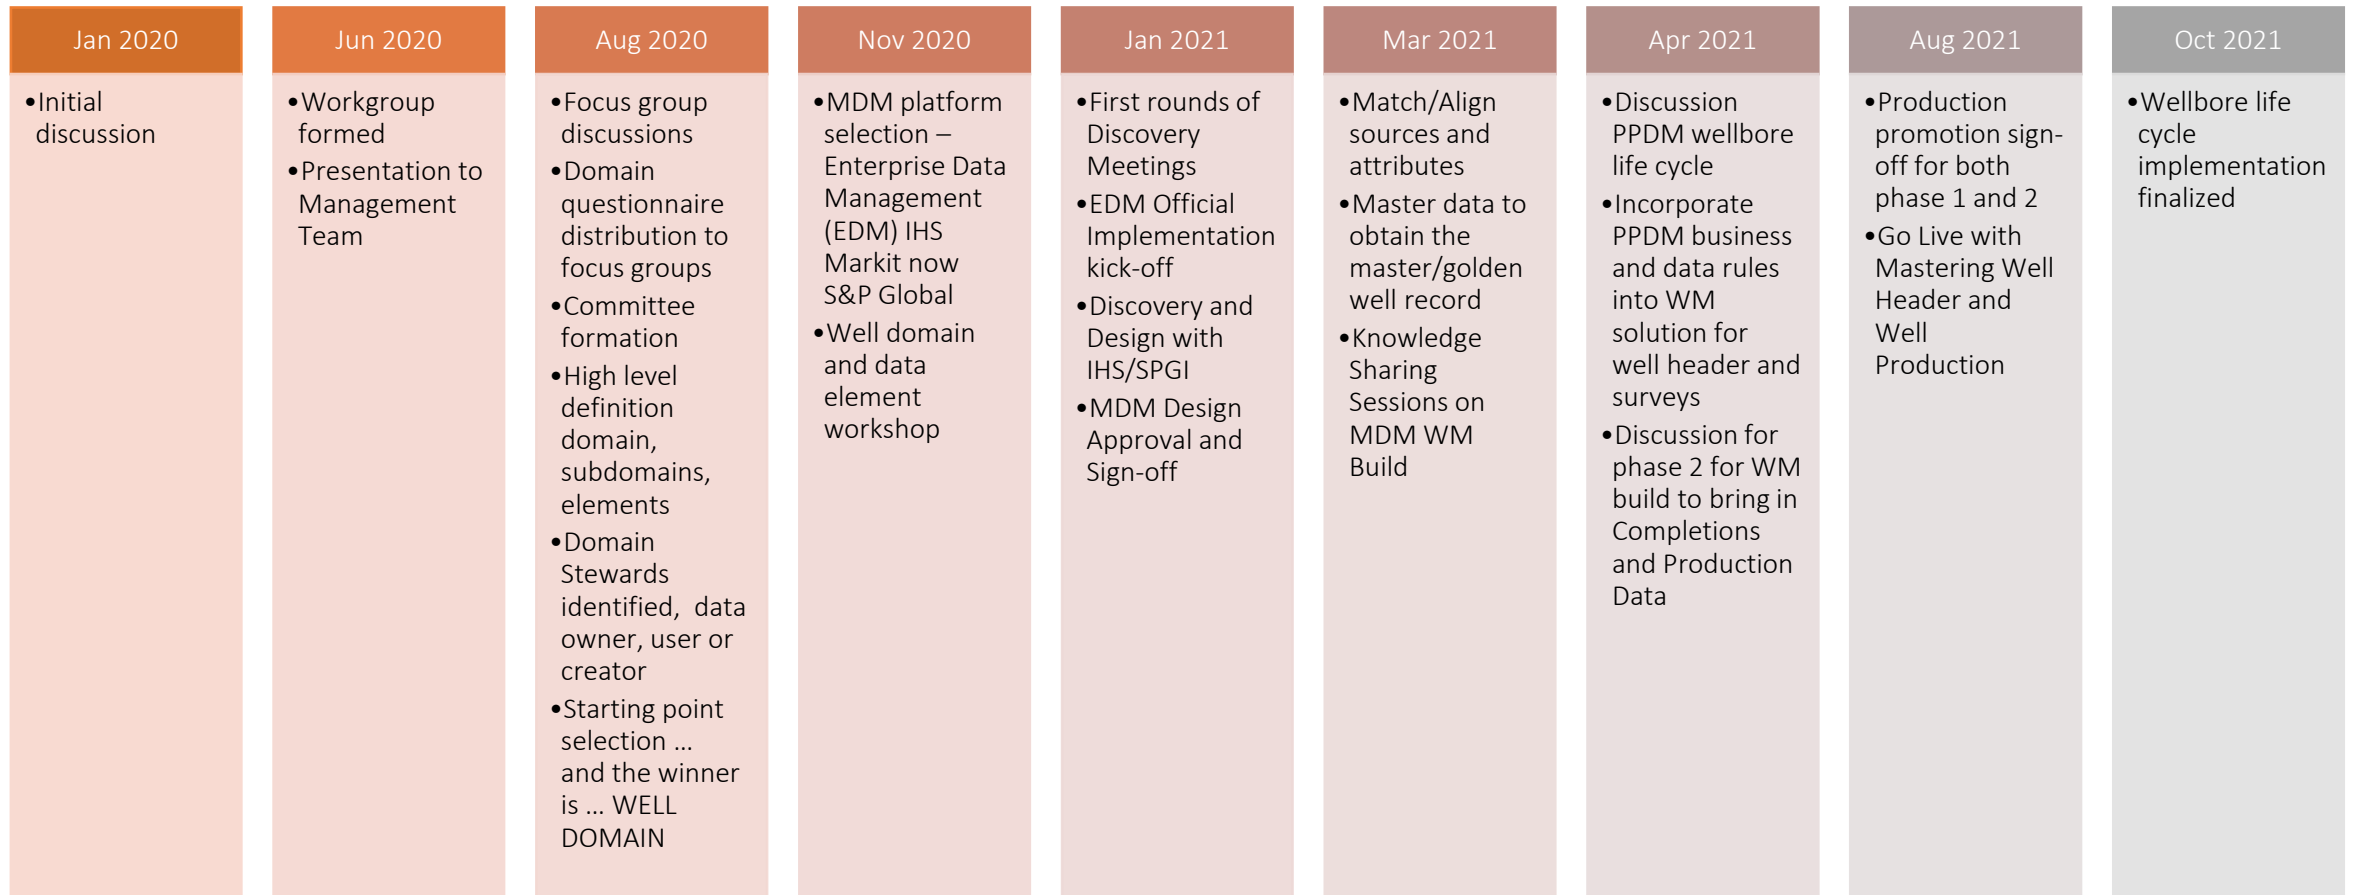 Jan 2020
•Initial
discussion
Jun 2020
•Workgroup
formed
•Presentation to
Management
Team
Aug 2020
•Focus group
discussions
•Domain
questionnaire
distribution to
focus groups
•Committee
formation
•High level
definition
domain,
subdomains,
elements
•Domain
Stewards
identified, data
owner, user or
creator
•Starting point
selection ...
and the winner
is ... WELL
DOMAIN
Nov 2020
•MDM platform
selection –
Enterprise Data
Management
(EDM) IHS
Markit now
S&P Global
•Well domain
and data
element
workshop
Jan 2021
•First rounds of
Discovery
Meetings
•EDM Official
Implementation
kick-off
•Discovery and
Design with
IHS/SPGI
•MDM Design
Approval and
Sign-off
Mar 2021
•Match/Align
sources and
attributes
•Master data to
obtain the
master/golden
well record
•Knowledge
Sharing
Sessions on
MDM WM
Build
Apr 2021
•Discussion
PPDM wellbore
life cycle
•Incorporate
PPDM business
and data rules
into WM
solution for
well header and
surveys
•Discussion for
phase 2 for WM
build to bring in
Completions
and Production
Data
Aug 2021
•Production
promotion sign-
off for both
phase 1 and 2
•Go Live with
Mastering Well
Header and
Well
Production
Oct 2021
•Wellbore life
cycle
implementation
finalized